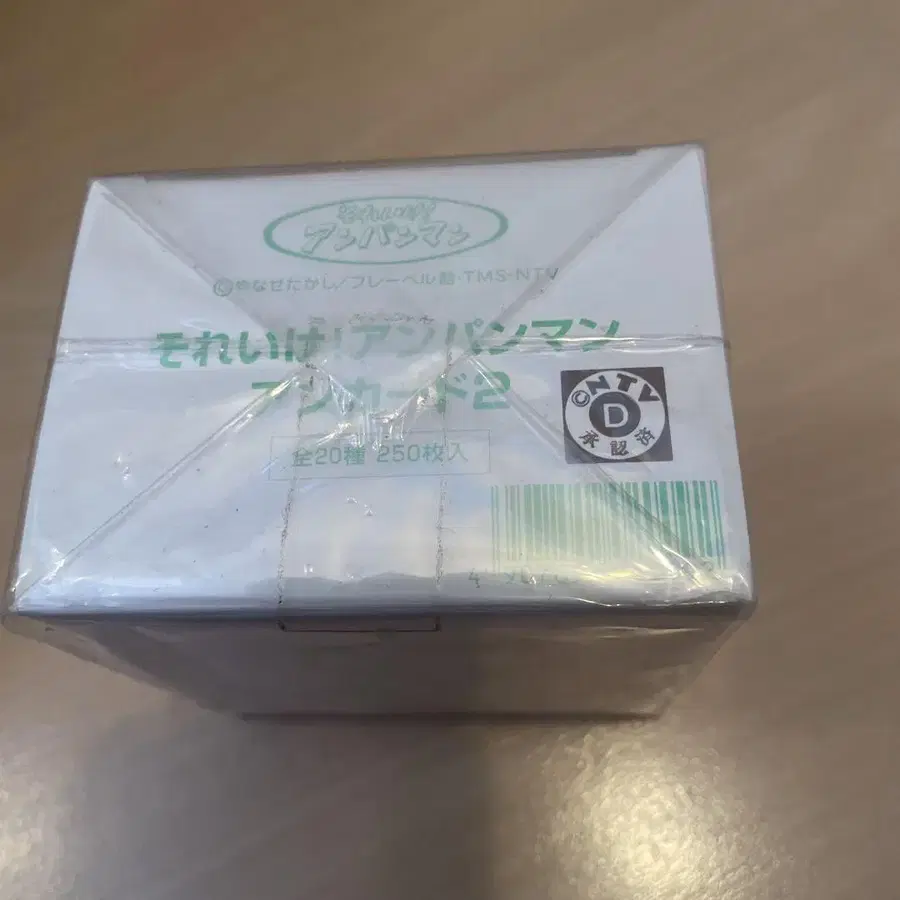 それいけ!
アンパンマン
©やなせたかし/フレーベル館・TMS・NTV
それいけ!アンパンマン
アンカード2
全20種 250枚入
©NTV
D
承認済